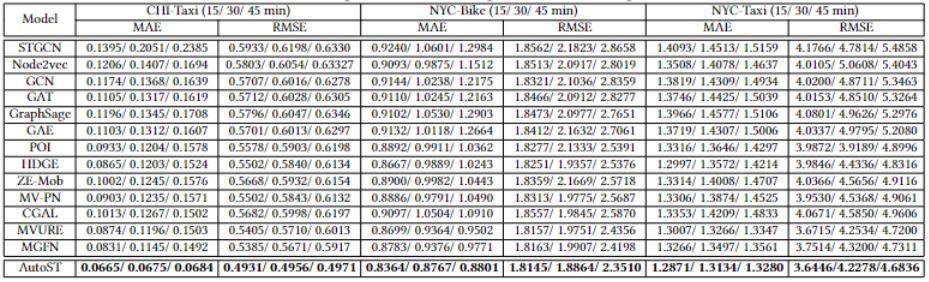 Model CHI-Taxi (15/ 30/ 45 min) NYC-Bike (15/ 30/ 45 min) NYC-Taxi (15/ 30/ 45 min)
MAE RMSE MAE RMSE MAE RMSE
STGCN 0.1395/ 0.2051/ 0.2385 0.5933/ 0.6198/ 0.6330 0.9240/ 1.0601/ 1.2984 1.8562/ 2.1823/ 2.8658 1.4093/ 1.4513/ 1.5159 4.1766/ 4.7814/ 5.4858
Node2vec 0.1206/ 0.1407/ 0.1694 0.5803/ 0.6054/ 0.63327 0.9093/ 0.9875/ 1.1512 1.8513/ 2.0917/ 2.8019 1.3508/ 1.4078/ 1.4637 4.0105/ 5.0608/ 5.4043
GCN 0.1174/ 0.1368/ 0.1639 0.5707/ 0.6016/ 0.6278 0.9144/ 1.0238/ 1.2175 1.8321/ 2.1036/ 2.8359 1.3819/ 1.4309/ 1.4934 4.0200/ 4.8711/ 5.3463
GAT 0.1105/ 0.1317/ 0.1619 0.5712/ 0.6028/ 0.6305 0.9110/ 1.0245/ 1.2163 1.8466/ 2.0912/ 2.8277 1.3746/ 1.4425/ 1.5039 4.0153/ 4.8510/ 5.3264
GraphSage 0.1196/ 0.1345/ 0.1708 0.5796/ 0.6047/ 0.6346 0.9102/ 1.0530/ 1.2903 1.8473/ 2.0977/ 2.7651 1.3966/ 1.4577/ 1.5106 4.0801/ 4.9626/ 5.2976
GAE 0.1103/ 0.1312/ 0.1607 0.5701/ 0.6013/ 0.6297 0.9132/ 1.0118/ 1.2664 1.8412/ 2.1632/ 2.7061 1.3719/ 1.4307/ 1.5006 4.0337/ 4.9795/ 5.2080
POI 0.0933/ 0.1204/ 0.1578 0.5578/ 0.5903/ 0.6198 0.8892/ 0.9911/ 1.0362 1.8277/ 2.1333/ 2.5391 1.3316/ 1.3646/ 1.4297 3.9872/ 3.9189/ 4.8996
HDGE 0.0865/ 0.1203/ 0.1524 0.5502/ 0.5840/ 0.6134 0.8667/ 0.9889/ 1.0243 1.8251/ 1.9357/ 2.5376 1.2997/ 1.3572/ 1.4214 3.9846/ 4.4336/ 4.8316
ZE-Mob 0.1002/ 0.1245/ 0.1576 0.5668/ 0.5932/ 0.6154 0.8900/ 0.9982/ 1.0443 1.8359/ 2.1669/ 2.5718 1.3314/ 1.4008/ 1.4707 4.0366/ 4.5656/ 4.9116
MV-PN 0.0903/ 0.1235/ 0.1571 0.5502/ 0.5843/ 0.6132 0.8886/ 0.9791/ 1.0490 1.8313/ 1.9775/ 2.5687 1.3306/ 1.3874/ 1.4525 3.9530/ 4.5368/ 4.9061
CGAL 0.1013/ 0.1267/ 0.1502 0.5682/ 0.5998/ 0.6197 0.9097/ 1.0504/ 1.0910 1.8557/ 1.9845/ 2.5870 1.3353/ 1.4209/ 1.4833 4.0671/ 4.5850/ 4.9606
MVURE 0.0874/ 0.1196/ 0.1503 0.5405/ 0.5710/ 0.6013 0.8699/ 0.9364/ 0.9502 1.8157/ 1.9751/ 2.4356 1.3007/ 1.3266/ 1.3347 3.6715/ 4.2534/ 4.7200
MGFN 0.0831/ 0.1145/ 0.1492 0.5385/ 0.5671/ 0.5917 0.8783/ 0.9376/ 0.9771 1.8163/ 1.9907/ 2.4198 1.3266/ 1.3497/ 1.3561 3.7514/ 4.3200/ 4.7311
AutoST 0.0665/ 0.0675/ 0.0684 0.4931/ 0.4956/ 0.4971 0.8364/ 0.8767/ 0.8801 1.8145/ 1.8864/ 2.3510 1.2871/ 1.3134/ 1.3280 3.6446/4.2278/4.6836